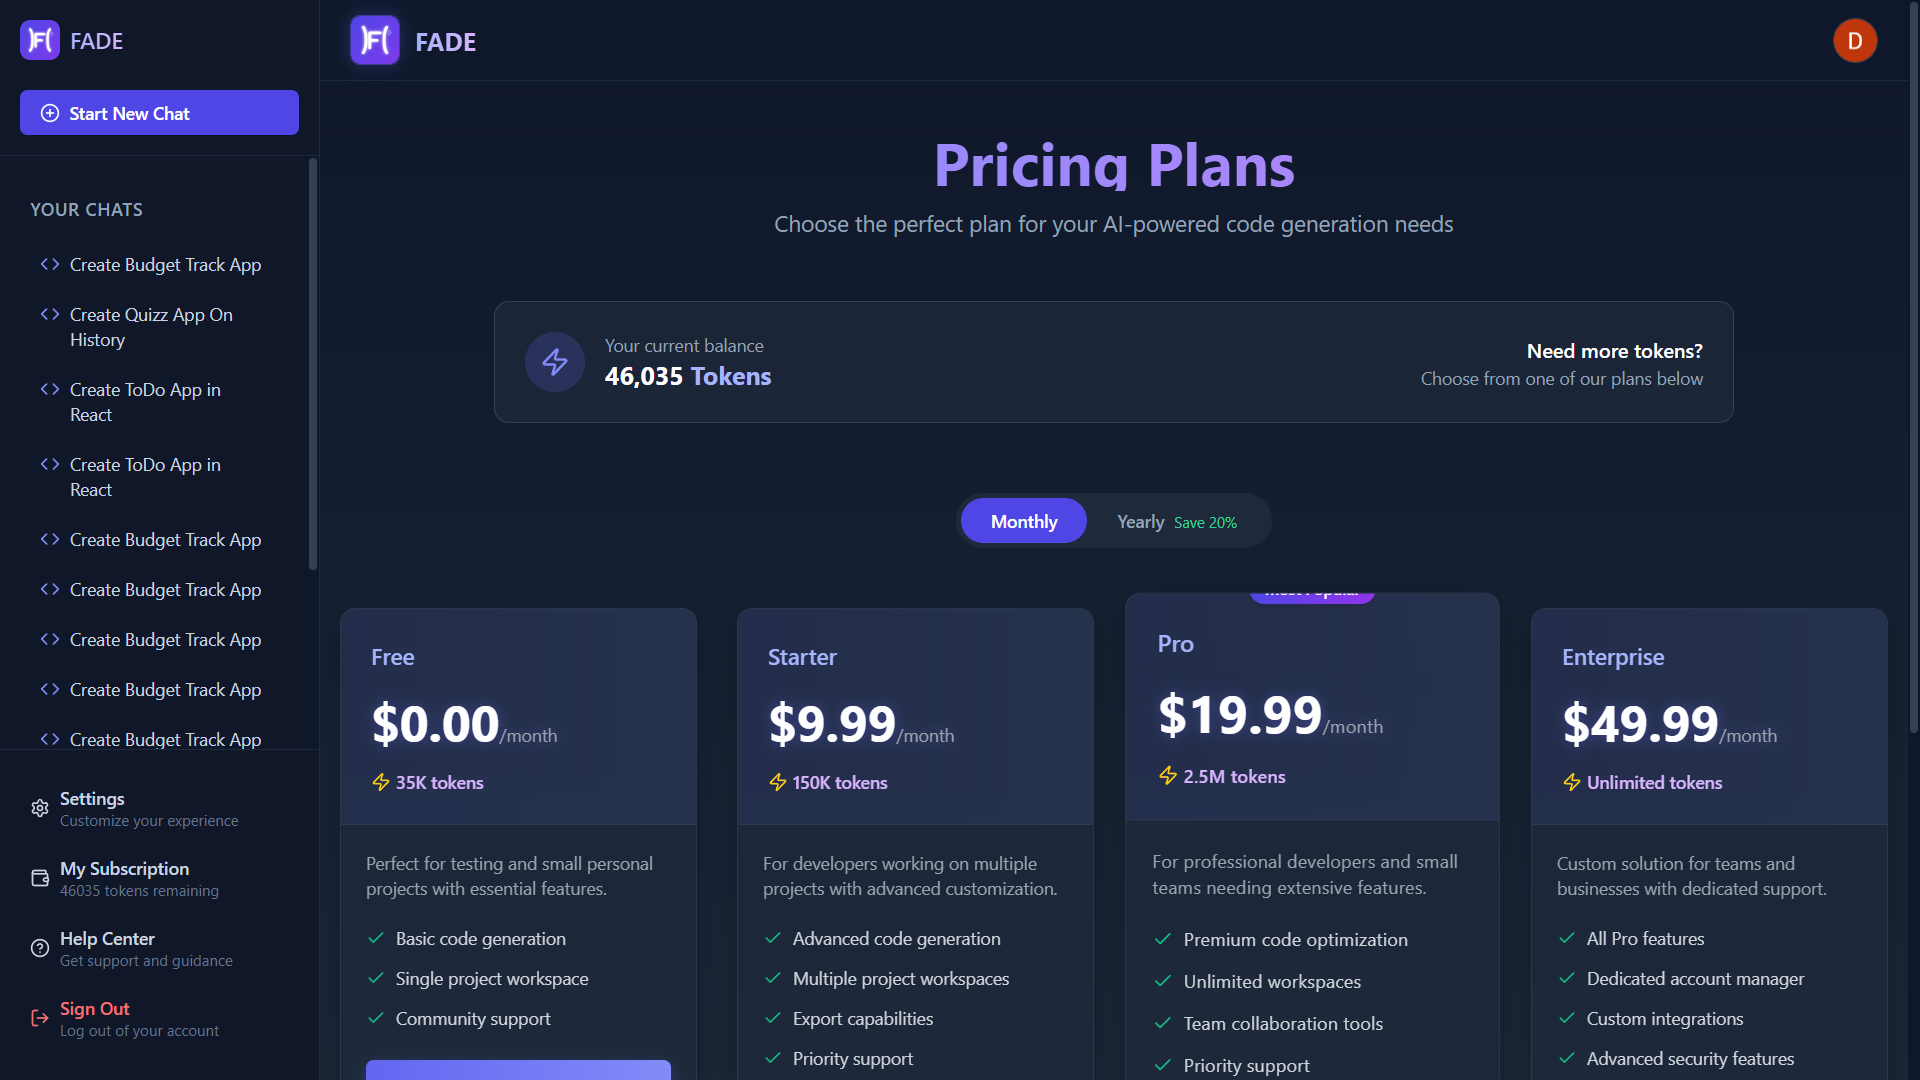 FADE
Start New Chat
YOUR CHATS
Create Budget Track App
Create Quizz App On
History
Create ToDo App in
React
Create ToDo App in
React
Create Budget Track App
Create Budget Track App
Create Budget Track App
Create Budget Track App
Create Budget Track App
Settings
Customize your experience
My Subscription
46035 tokens remaining
Help Center
Get support and guidance
Sign Out
Log out of your account
FADE
D
Pricing Plans
Choose the perfect plan for your AI-powered code generation needs
Your current balance
46,035 Tokens
Need more tokens?
Choose from one of our plans below
Monthly
Yearly Save 20%
Free
$0.00/month
35K tokens
Perfect for testing and small personal
projects with essential features.
Basic code generation
Single project workspace
Community support
Starter
$9.99/month
150K tokens
For developers working on multiple
projects with advanced customization.
Advanced code generation
Multiple project workspaces
Export capabilities
Priority support
Most Popular
Pro
$19.99/month
2.5M tokens
For professional developers and small
teams needing extensive features.
Premium code optimization
Unlimited workspaces
Team collaboration tools
Priority support
Enterprise
$49.99/month
Unlimited tokens
Custom solution for teams and
businesses with dedicated support.
All Pro features
Dedicated account manager
Custom integrations
Advanced security features